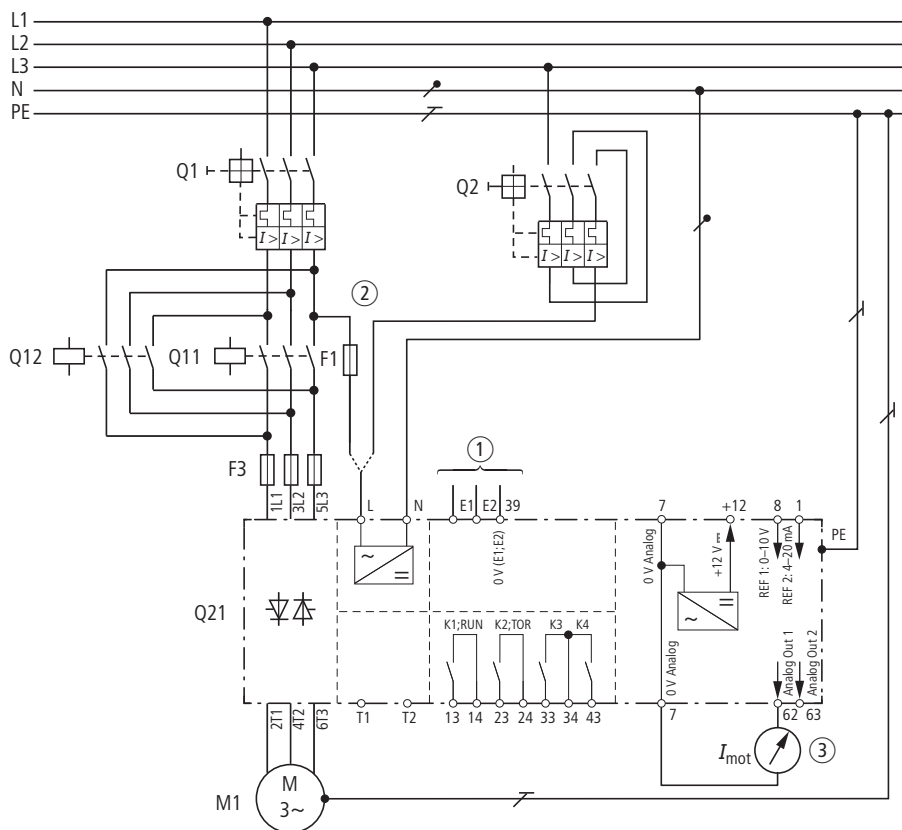 L1
L2
L3
N
PE
Q1
Q2
I> I> I>
I> I> I>
②
Q12
Q11
F1
F3
①
1L1
3L2
5L3
L
N
E1
E2
39
7
+12
8
1
PE
0 V (E1;E2)
0 V Analog
+12 V ⎓
REF 1: 0–10 V
REF 2: 4–20 mA
~
=
Q21
=
~
K1;RUN
K2;TOR
K3
K4
0 V Analog
Analog Out 1
Analog Out 2
2T1
4T2
6T3
T1
T2
13
14
23
24
33
34
43
7
62
63
Imot
③
M1
M
3~